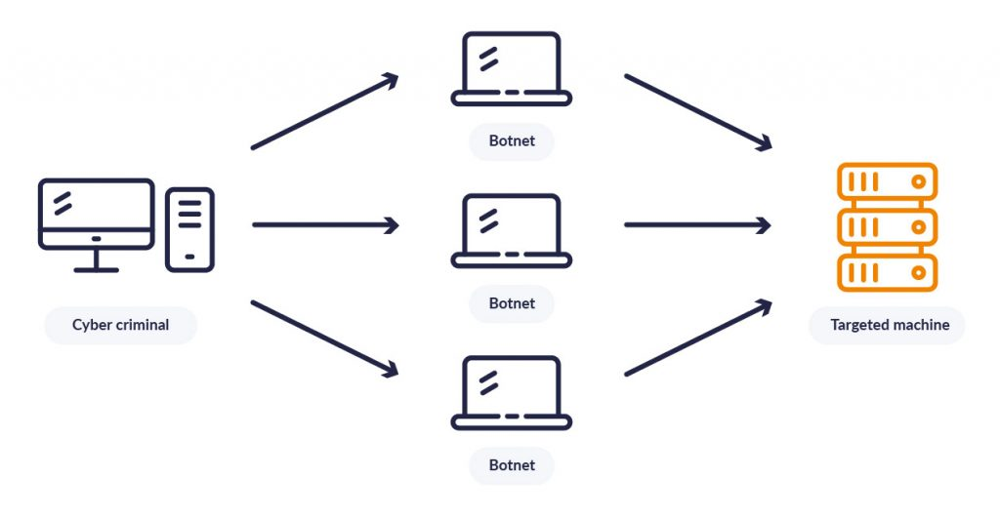 Botnet
Cyber criminal
Botnet
Targeted machine
Botnet